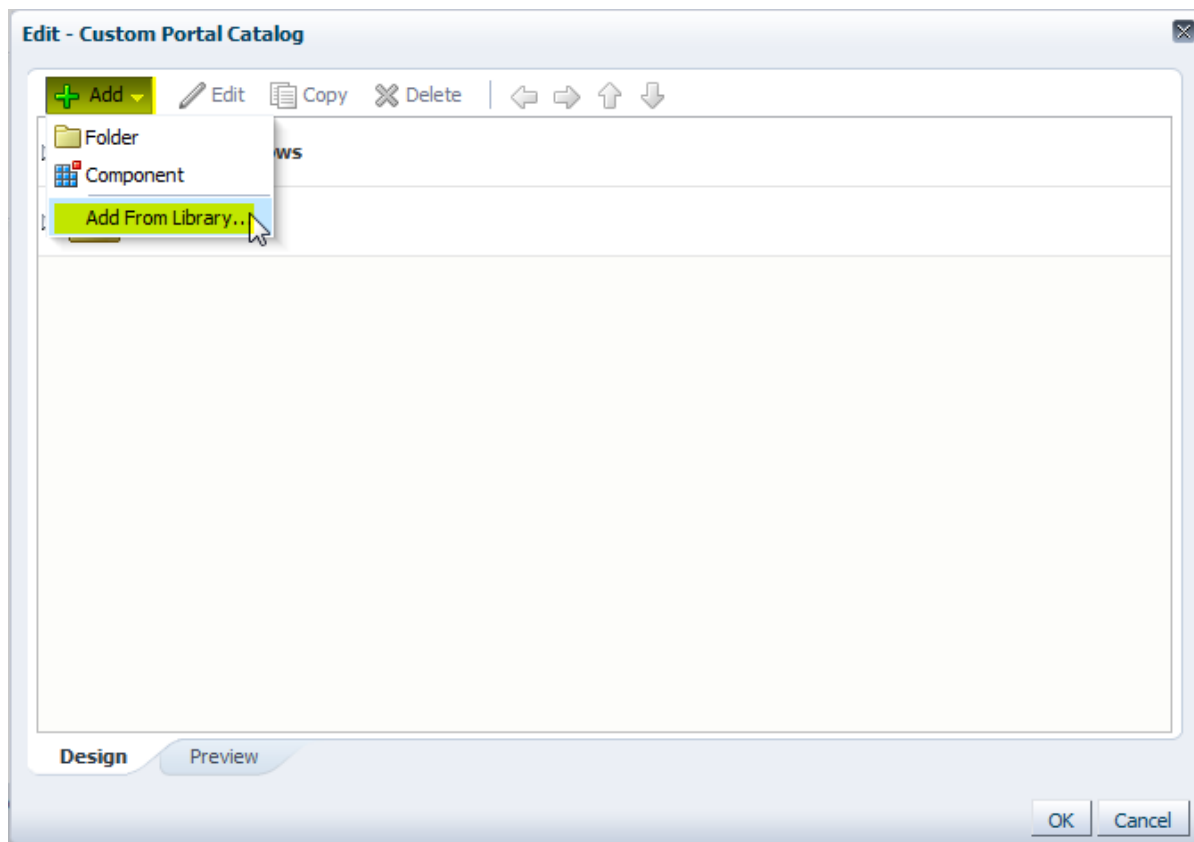 Edit - Custom Portal Catalog
Add Edit Copy Delete
Folder
Component
Add From Library...
Design Preview
OK Cancel